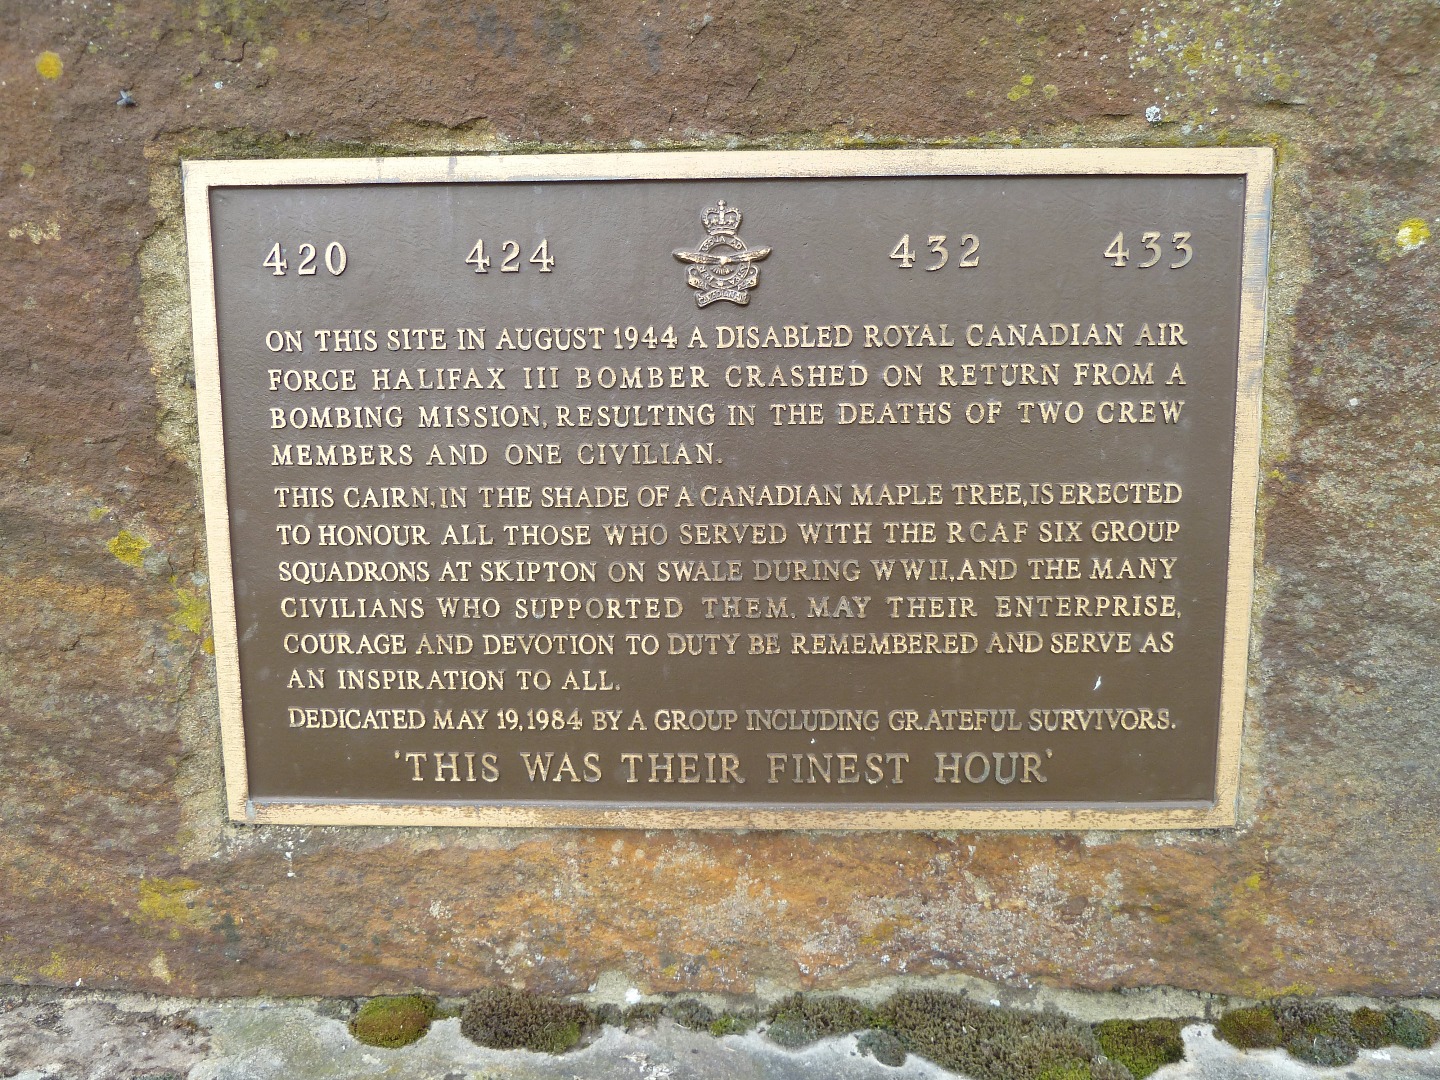 420 424 432 433
ON THIS SITE IN AUGUST 1944 A DISABLED ROYAL CANADIAN AIR
FORCE HALIFAX III BOMBER CRASHED ON RETURN FROM A
BOMBING MISSION, RESULTING IN THE DEATHS OF TWO CREW
MEMBERS AND ONE CIVILIAN.
THIS CAIRN, IN THE SHADE OF A CANADIAN MAPLE TREE, IS ERECTED
TO HONOUR ALL THOSE WHO SERVED WITH THE RCAF SIX GROUP
SQUADRONS AT SKIPTON ON SWALE DURING WWII, AND THE MANY
CIVILIANS WHO SUPPORTED THEM. MAY THEIR ENTERPRISE,
COURAGE AND DEVOTION TO DUTY BE REMEMBERED AND SERVE AS
AN INSPIRATION TO ALL.
DEDICATED MAY 19, 1984 BY A GROUP INCLUDING GRATEFUL SURVIVORS.
'THIS WAS THEIR FINEST HOUR'